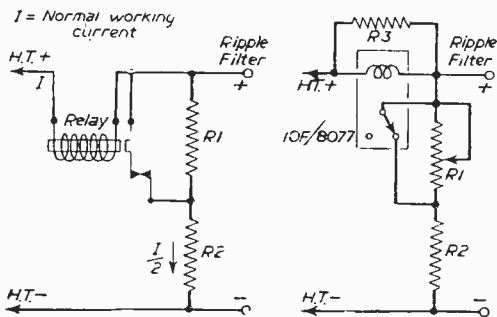 I = Normal working
current
H.T.+
I
Relay
Ripple
Filter
+
R1
I/2
R2
H.T.-
-
R3
Ripple
Filter
H.T.+
+
10F/8077
R1
R2
H.T.-
-